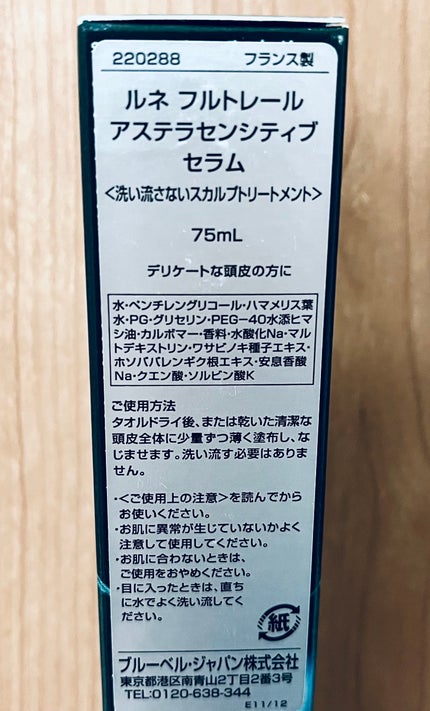 220288 フランス製
ルネ フルトレール
アステラセンシティブ
セラム
<洗い流さないスカルプトリートメント>
75mL
デリケートな頭皮の方に
水・ペンチレングリコール・ハマメリス葉
水・PG・グリセリン・PEG-40水添ヒマ
シ油・カルボマー・香料・水酸化Na・マル
トデキストリン・ワサビノキ種子エキス・
ホソババレンギク根エキス・安息香酸
Na・クエン酸・ソルビン酸K
ご使用方法
タオルドライ後、または乾いた清潔な
頭皮全体に少量ずつ薄く塗布し、な
じませます。洗い流す必要はありま
せん。
・<ご使用上の注意>を読んでから
お使いください。
・お肌に異常が生じていないかよく
注意して使用してください。
・お肌に合わないときは、
ご使用をおやめください。
・目に入ったときは、直ち
に水でよく洗い流してく
ださい。
紙
ブルーベル・ジャパン株式会社
東京都港区南青山2丁目2番3号
TEL:0120-638-344
E11/12